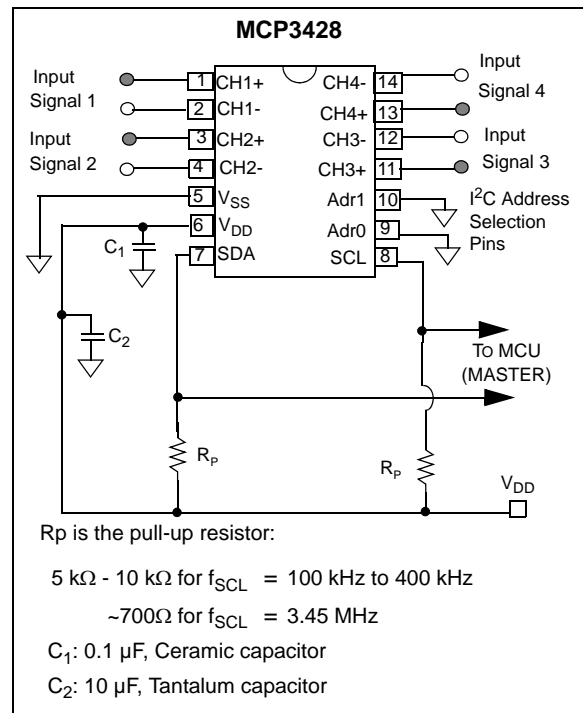 MCP3428
Input
Signal 1
1 CH1+
CH4- 14
Input
Signal 4
2 CH1-
CH4+ 13
Input
Signal 2
3 CH2+
CH3- 12
Input
Signal 3
4 CH2-
CH3+ 11
5 VSS
Adr1 10
I2C Address
Selection
Pins
6 VDD
Adr0 9
7 SDA
SCL 8
C1
C2
TO MCU
(MASTER)
RP
RP
VDD
Rp is the pull-up resistor:
5 kΩ - 10 kΩ for fSCL = 100 kHz to 400 kHz
~700Ω for fSCL = 3.45 MHz
C1: 0.1 µF, Ceramic capacitor
C2: 10 µF, Tantalum capacitor